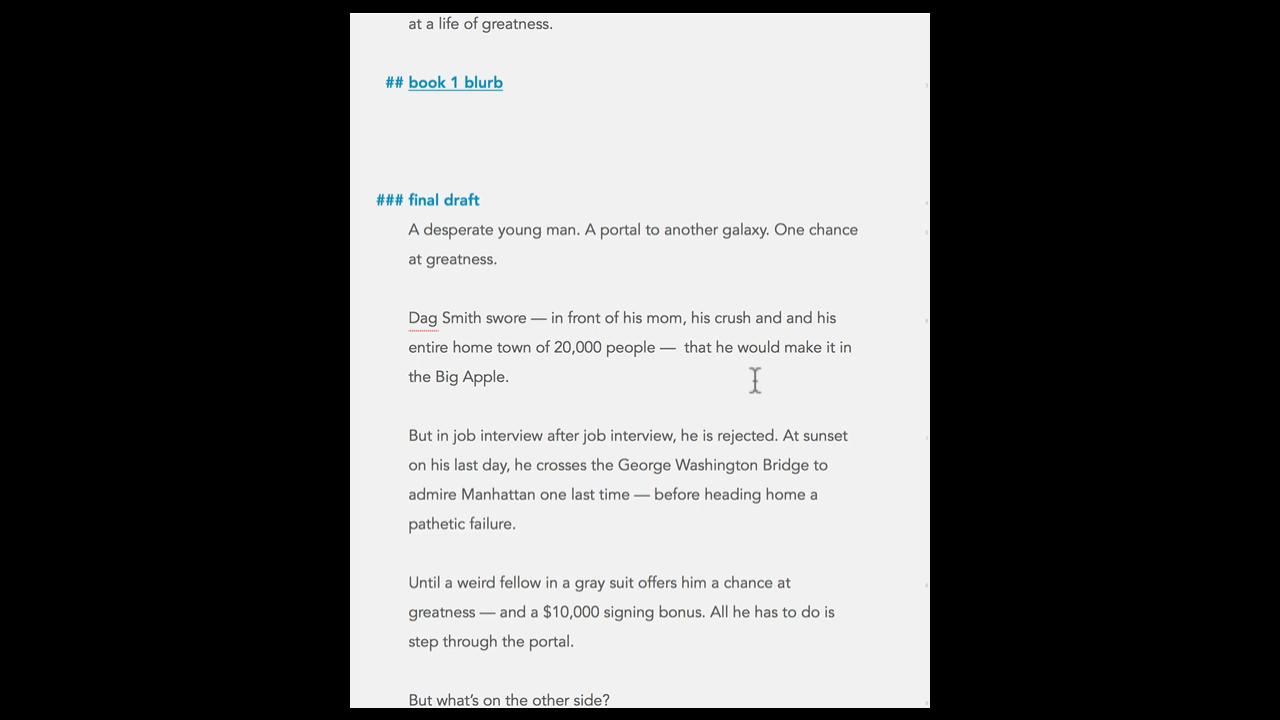 at a life of greatness.
## book 1 blurb
### final draft
A desperate young man. A portal to another galaxy. One chance
at greatness.
Dag Smith swore — in front of his mom, his crush and and his
entire home town of 20,000 people —  that he would make it in
the Big Apple.
But in job interview after job interview, he is rejected. At sunset
on his last day, he crosses the George Washington Bridge to
admire Manhattan one last time — before heading home a
pathetic failure.
Until a weird fellow in a gray suit offers him a chance at
greatness — and a $10,000 signing bonus. All he has to do is
step through the portal.
But what’s on the other side?